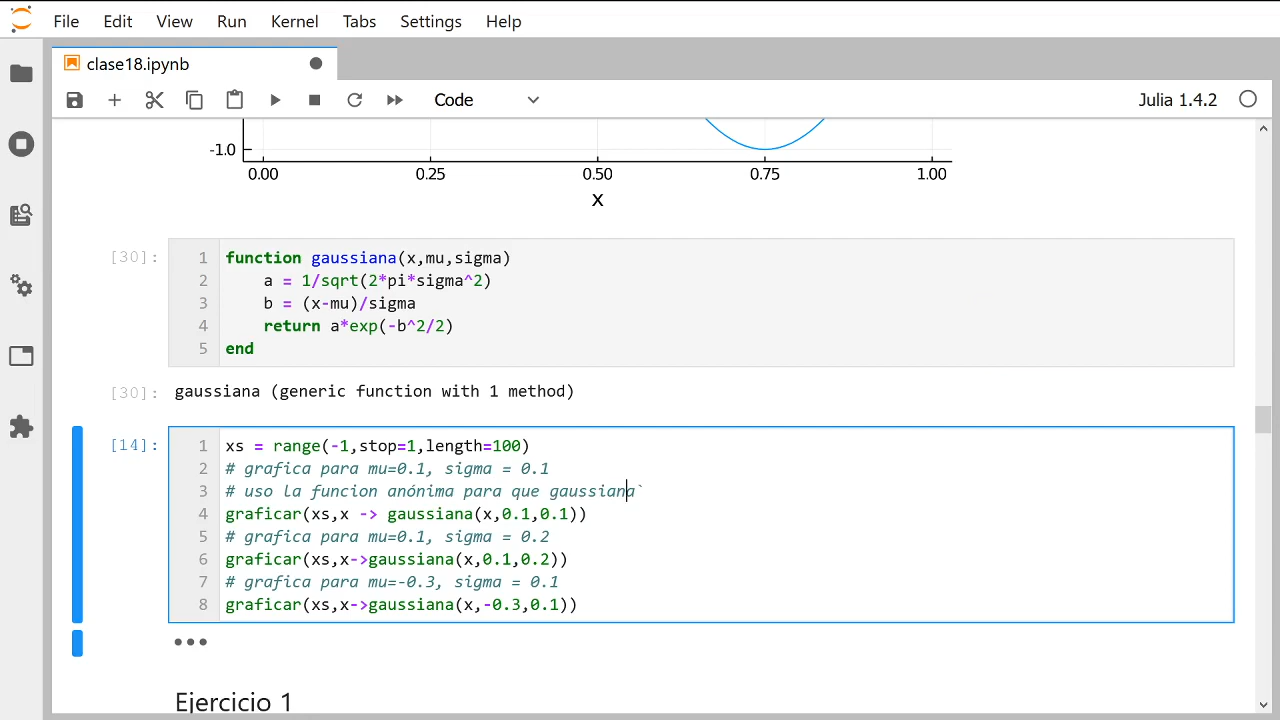 File Edit View Run Kernel Tabs Settings Help
clase18.ipynb
Code
Julia 1.4.2
-1.0
0.00 0.25 0.50 0.75 1.00
x
[30]:
1 function gaussiana(x,mu,sigma)
2 a = 1/sqrt(2*pi*sigma^2)
3 b = (x-mu)/sigma
4 return a*exp(-b^2/2)
5 end
[30]: gaussiana (generic function with 1 method)
[14]:
1 xs = range(-1,stop=1,length=100)
2 # grafica para mu=0.1, sigma = 0.1
3 # uso la funcion anónima para que gaussiana`
4 graficar(xs,x -> gaussiana(x,0.1,0.1))
5 # grafica para mu=0.1, sigma = 0.2
6 graficar(xs,x->gaussiana(x,0.1,0.2))
7 # grafica para mu=-0.3, sigma = 0.1
8 graficar(xs,x->gaussiana(x,-0.3,0.1))
Ejercicio 1